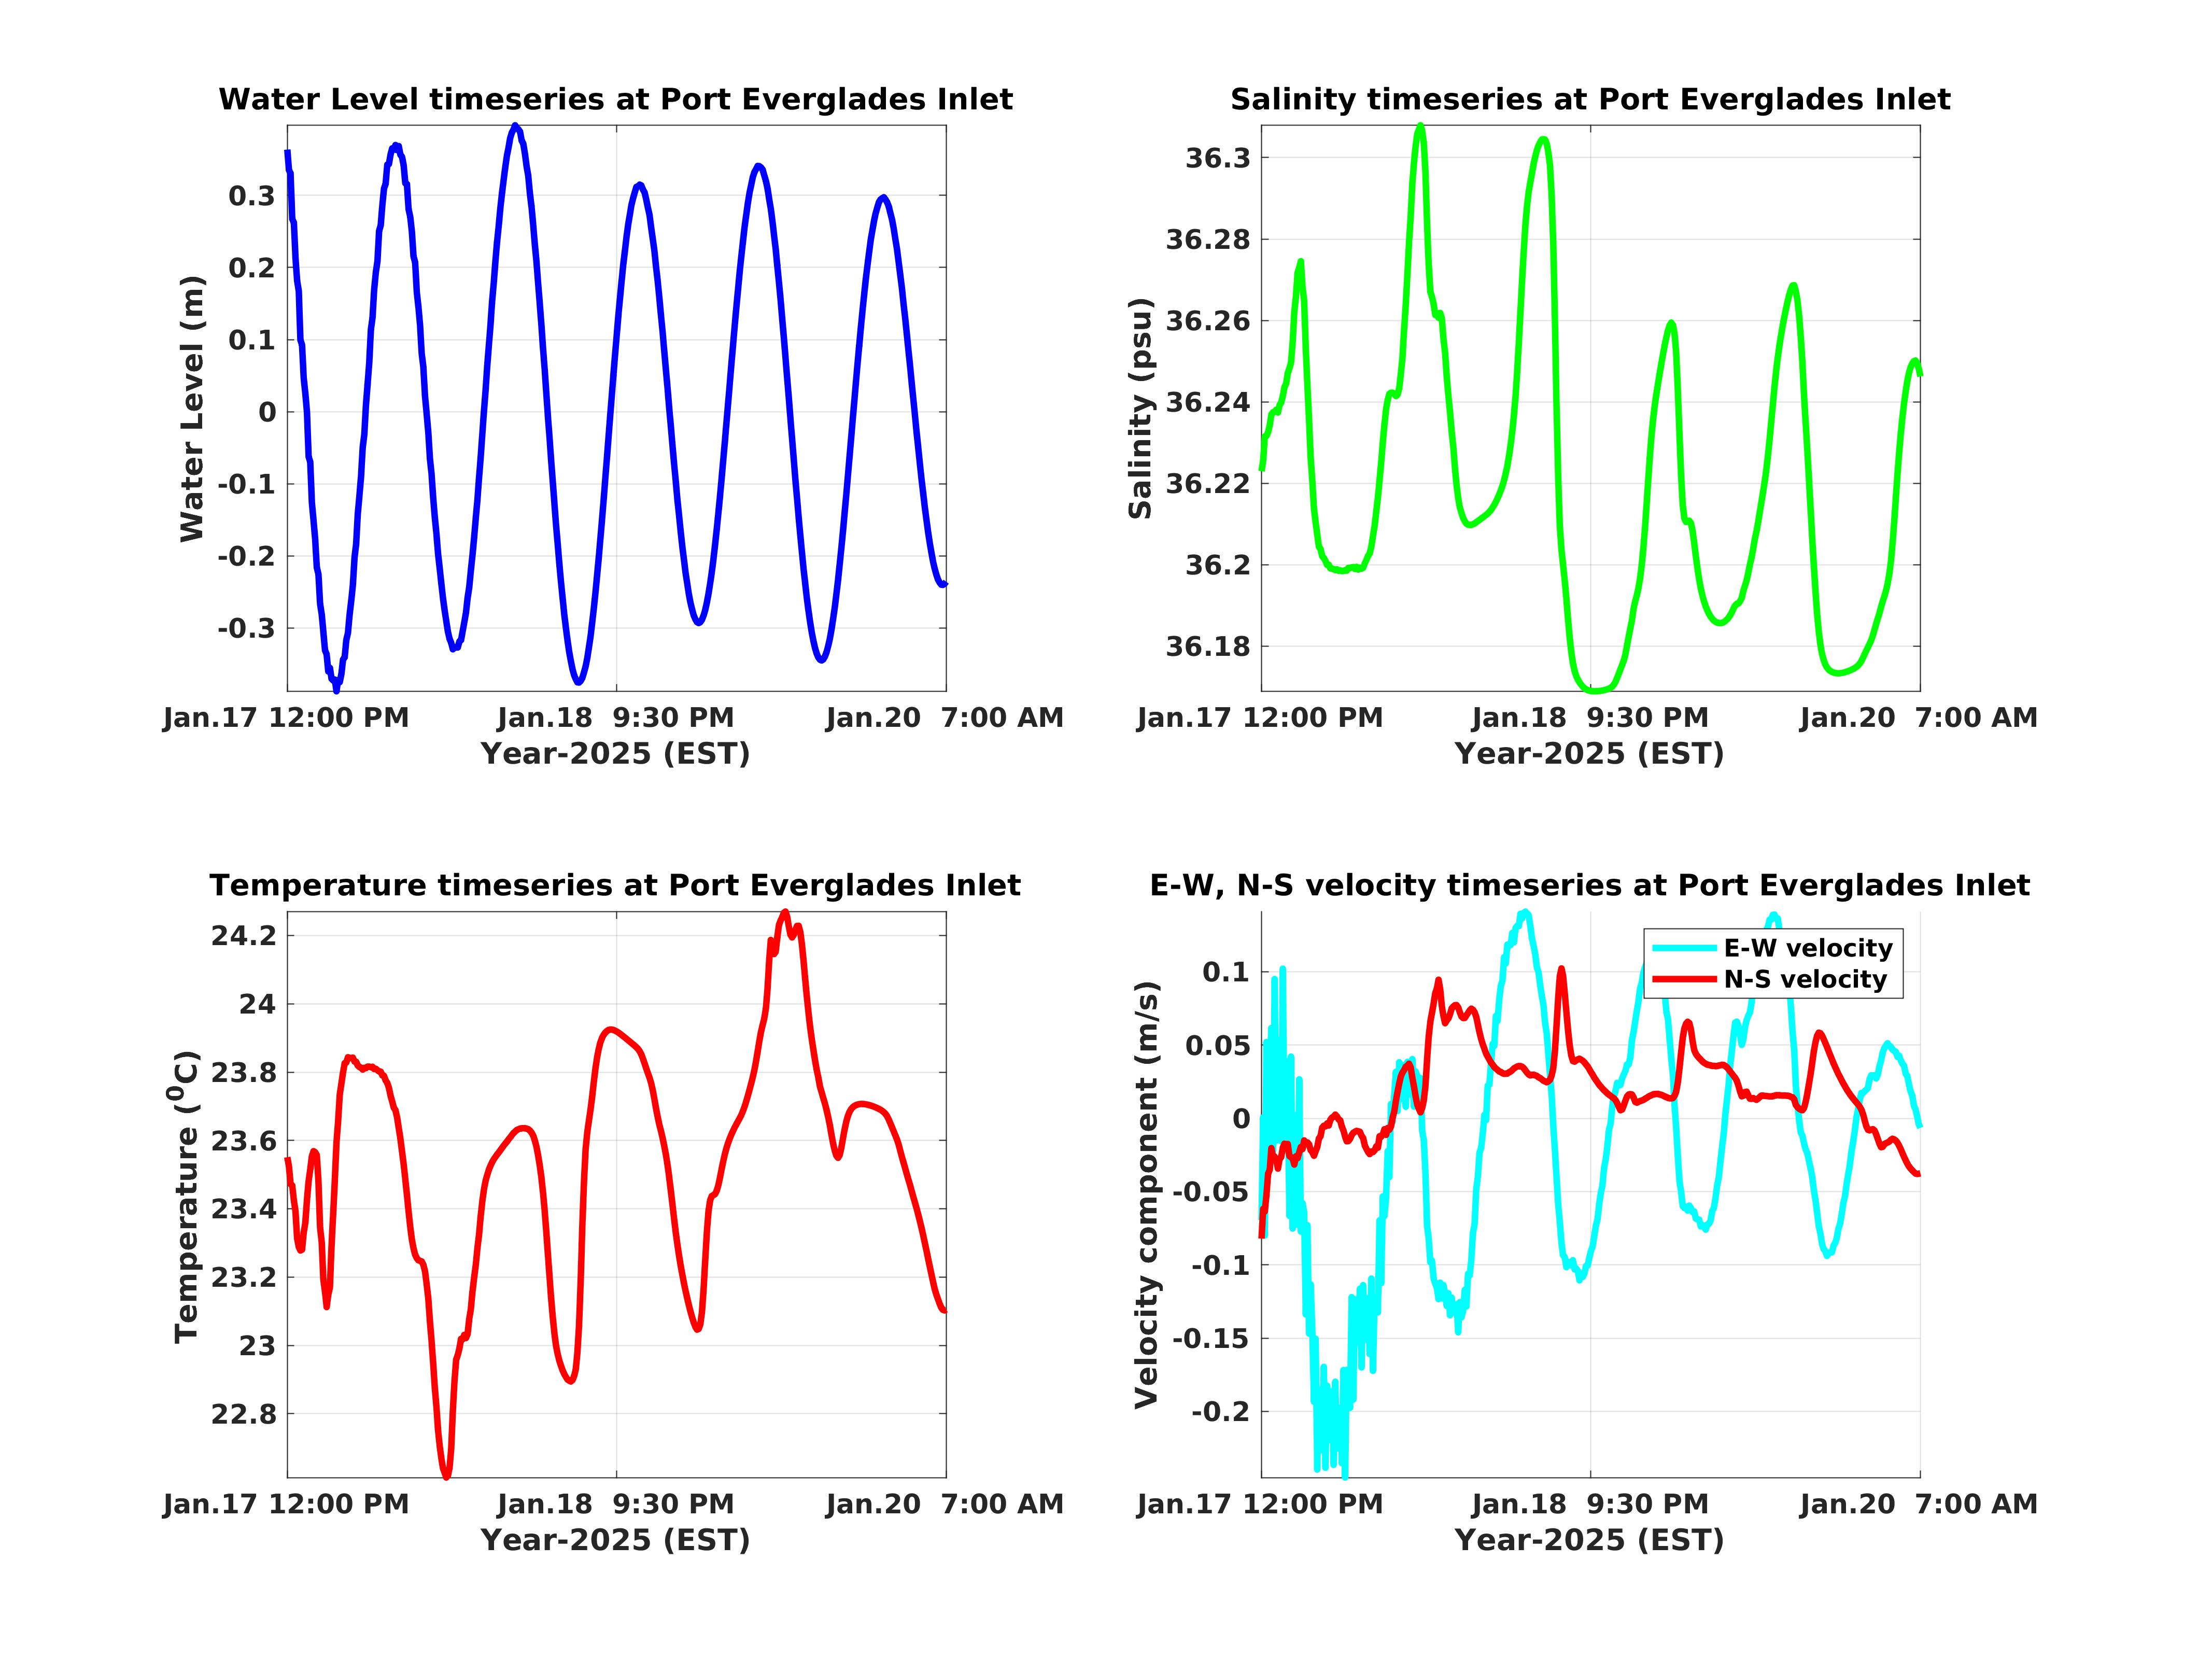 Water Level timeseries at Port Everglades Inlet
Water Level (m)
0.3
0.2
0.1
0
-0.1
-0.2
-0.3
Jan.17 12:00 PM
Jan.18  9:30 PM
Jan.20  7:00 AM
Year-2025 (EST)
Salinity timeseries at Port Everglades Inlet
Salinity (psu)
36.3
36.28
36.26
36.24
36.22
36.2
36.18
Jan.17 12:00 PM
Jan.18  9:30 PM
Jan.20  7:00 AM
Year-2025 (EST)
Temperature timeseries at Port Everglades Inlet
Temperature (⁰C)
24.2
24
23.8
23.6
23.4
23.2
23
22.8
Jan.17 12:00 PM
Jan.18  9:30 PM
Jan.20  7:00 AM
Year-2025 (EST)
E-W, N-S velocity timeseries at Port Everglades Inlet
Velocity component (m/s)
E-W velocity
N-S velocity
0.1
0.05
0
-0.05
-0.1
-0.15
-0.2
Jan.17 12:00 PM
Jan.18  9:30 PM
Jan.20  7:00 AM
Year-2025 (EST)